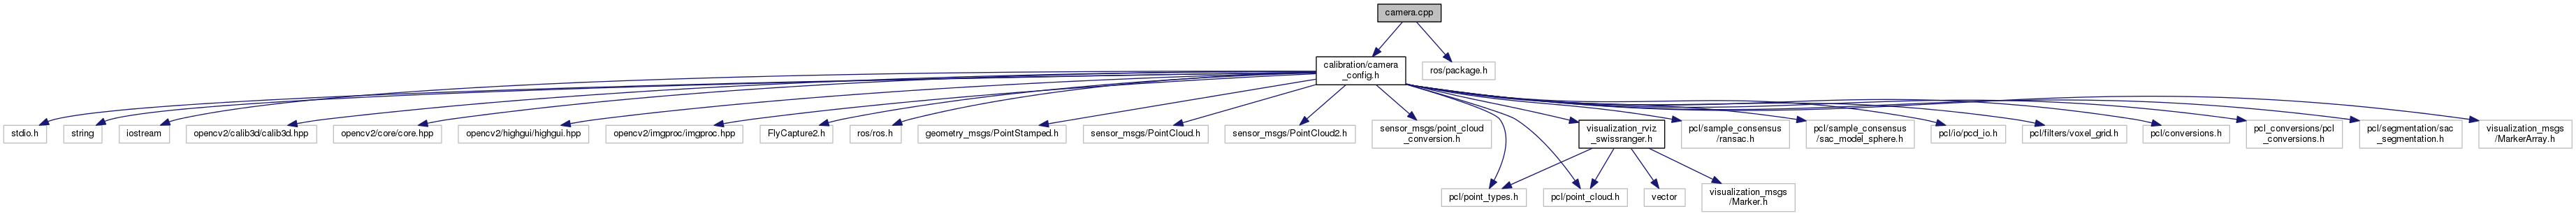 camera.cpp
calibration/camera
_config.h
ros/package.h
stdio.h
string
iostream
opencv2/calib3d/calib3d.hpp
opencv2/core/core.hpp
opencv2/highgui/highgui.hpp
opencv2/imgproc/imgproc.hpp
FlyCapture2.h
ros/ros.h
geometry_msgs/PointStamped.h
sensor_msgs/PointCloud.h
sensor_msgs/PointCloud2.h
sensor_msgs/point_cloud
_conversion.h
visualization_rviz
_swissranger.h
pcl/sample_consensus
/ransac.h
pcl/sample_consensus
/sac_model_sphere.h
pcl/io/pcd_io.h
pcl/filters/voxel_grid.h
pcl/conversions.h
pcl_conversions/pcl
_conversions.h
pcl/segmentation/sac
_segmentation.h
visualization_msgs
/MarkerArray.h
pcl/point_types.h
pcl/point_cloud.h
vector
visualization_msgs
/Marker.h